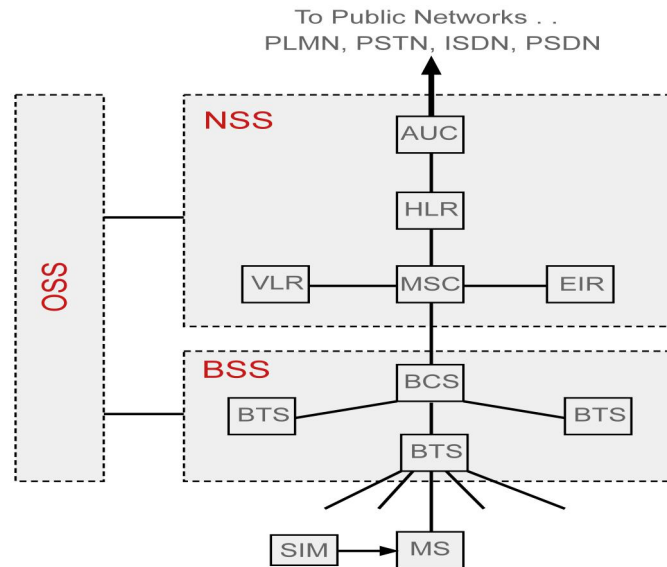 To Public Networks . .
PLMN, PSTN, ISDN, PSDN
NSS
AUC
HLR
VLR
MSC
EIR
OSS
BSS
BCS
BTS
BTS
BTS
SIM
MS